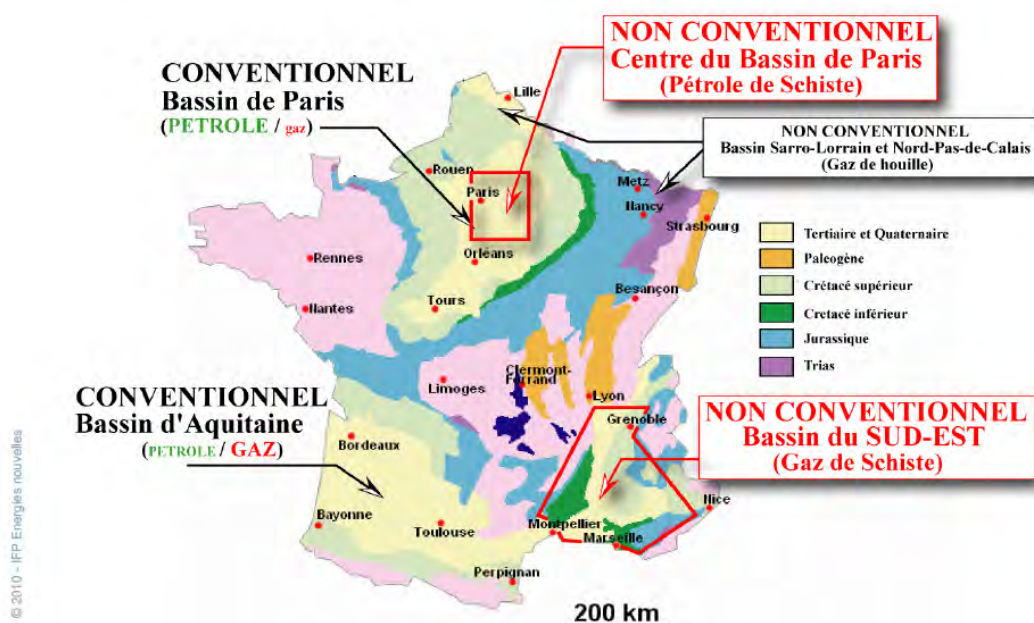 NON CONVENTIONNEL
Centre du Bassin de Paris
(Pétrole de Schiste)
CONVENTIONNEL
Bassin de Paris
(PETROLE / gaz)
NON CONVENTIONNEL
Bassin Sarro-Lorrain et Nord-Pas-de-Calais
(Gaz de houille)
Lille
Rouen
Paris
Metz
Nancy
Strasbourg
Orléans
Rennes
Tours
Nantes
Besançon
Tertiaire et Quaternaire
Paleogène
Crétacé supérieur
Cretacé inférieur
Jurassique
Trias
CONVENTIONNEL
Bassin d'Aquitaine
(PETROLE / GAZ)
Limoges
Clermont-
Ferrand
Lyon
Grenoble
NON CONVENTIONNEL
Bassin du SUD-EST
(Gaz de Schiste)
Bordeaux
Bayonne
Toulouse
Montpellier
Marseille
Nice
Perpignan
200 km
© 2010 - IFP Energies nouvelles